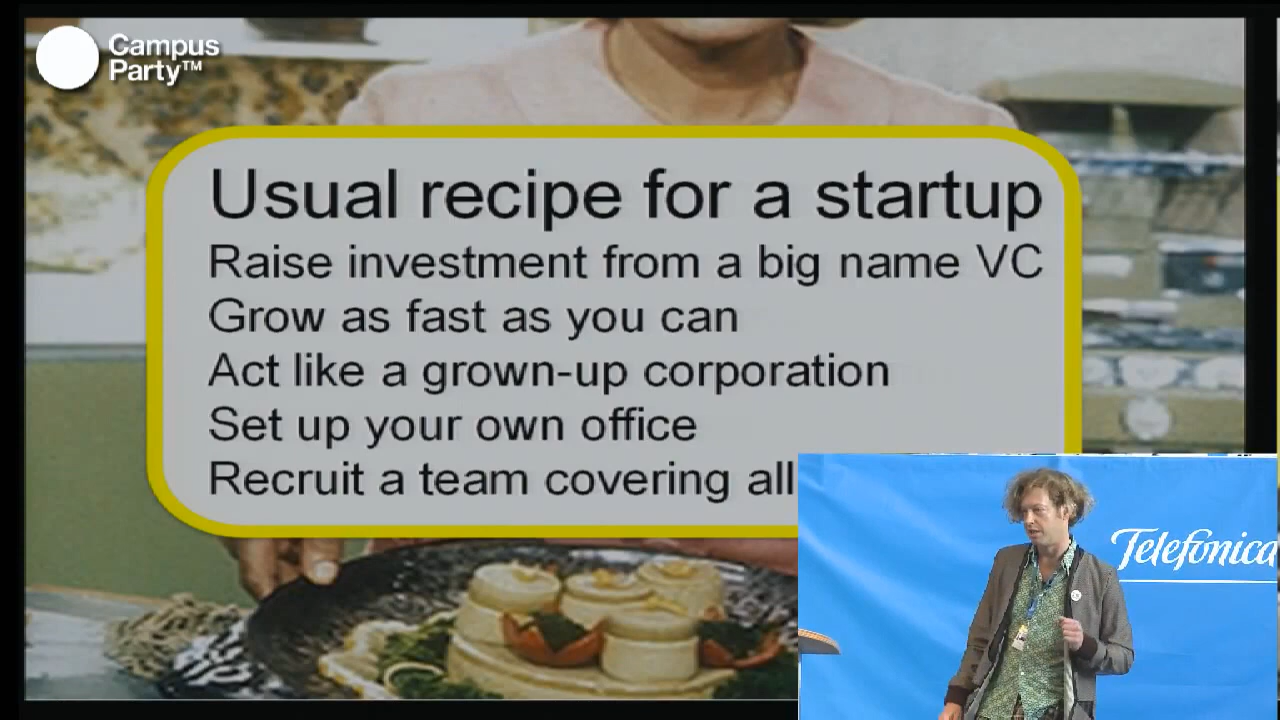 Campus
Party™
Usual recipe for a startup
Raise investment from a big name VC
Grow as fast as you can
Act like a grown-up corporation
Set up your own office
Recruit a team covering all
Telefónica